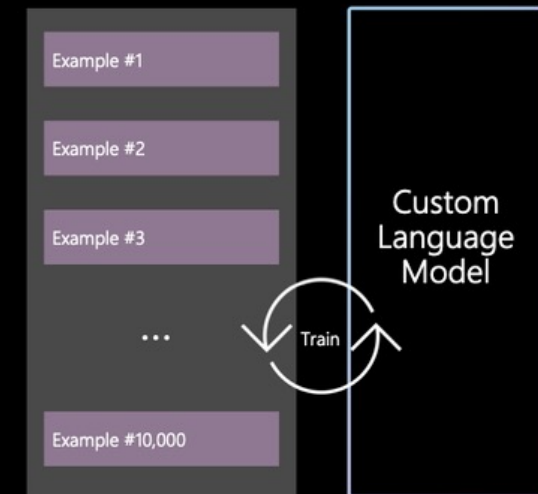 Example #1
Example #2
Example #3
...
Example #10,000
Train
Custom
Language
Model